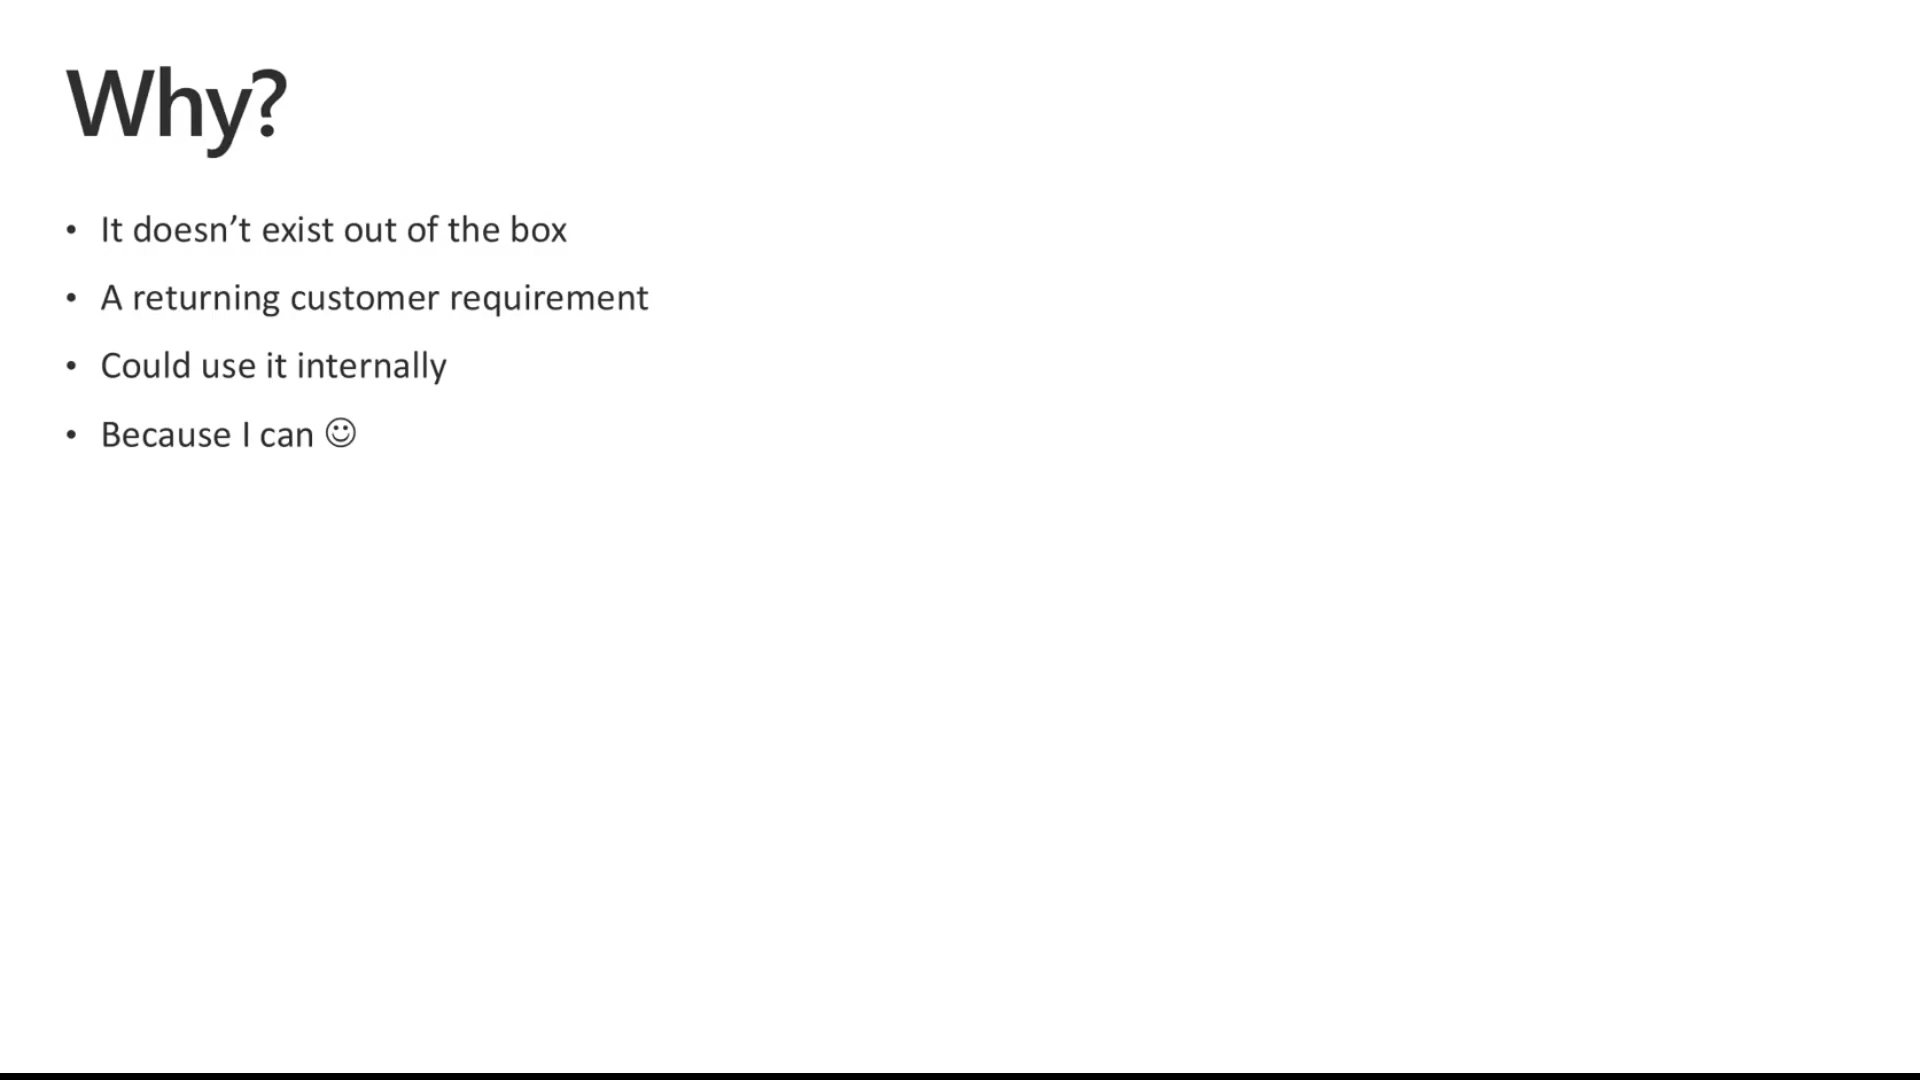 Why?
• It doesn’t exist out of the box
• A returning customer requirement
• Could use it internally
• Because I can ☺